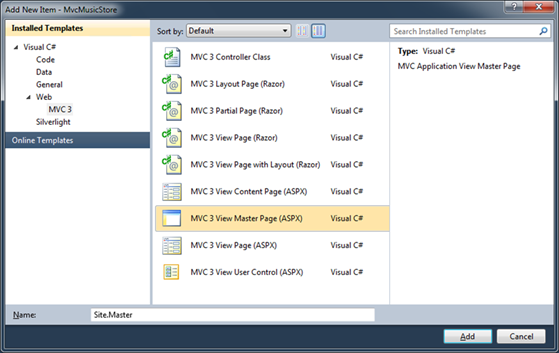 Add New Item - MvcMusicStore
Installed Templates
Visual C#
Code
Data
General
Web
MVC 3
Silverlight
Online Templates
Sort by: Default
MVC 3 Controller Class Visual C#
MVC 3 Layout Page (Razor) Visual C#
MVC 3 Partial Page (Razor) Visual C#
MVC 3 View Page (Razor) Visual C#
MVC 3 View Page with Layout (Razor) Visual C#
MVC 3 View Content Page (ASPX) Visual C#
MVC 3 View Master Page (ASPX) Visual C#
MVC 3 View Page (ASPX) Visual C#
MVC 3 View User Control (ASPX) Visual C#
Search Installed Templates
Type: Visual C#
MVC Application View Master Page
Name: Site.Master
Add Cancel